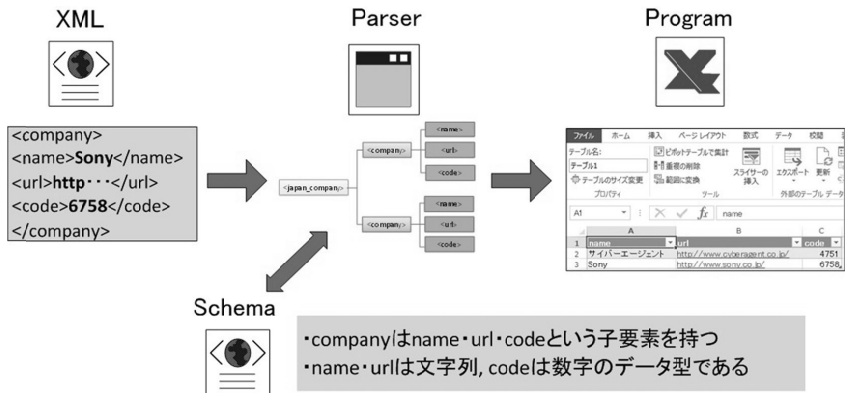 XML
Parser
Program
<company>
<name>Sony</name>
<url>http・・・</url>
<code>6758</code>
</company>
<japan_company/>
<company/>
<name>
<url>
<code>
<company/>
<name>
<url>
<code>
ファイル ホーム 挿入 ページ レイアウト 数式 データ 校閲
テーブル名:
テーブル1
テーブルのサイズ変更
プロパティ
ピボットテーブルで集計
重複の削除
範囲に変換
スライサーの
挿入
ツール
エクスポート 更新
外部のテーブル データ
A1 fx name
A B C
1 name url code
2 サイバーエージェント http://www.cyberagent.co.jp/ 4751
3 Sony http://www.sony.co.jp/ 6758
Schema
・companyはname・url・codeという子要素を持つ
・name・urlは文字列, codeは数字のデータ型である